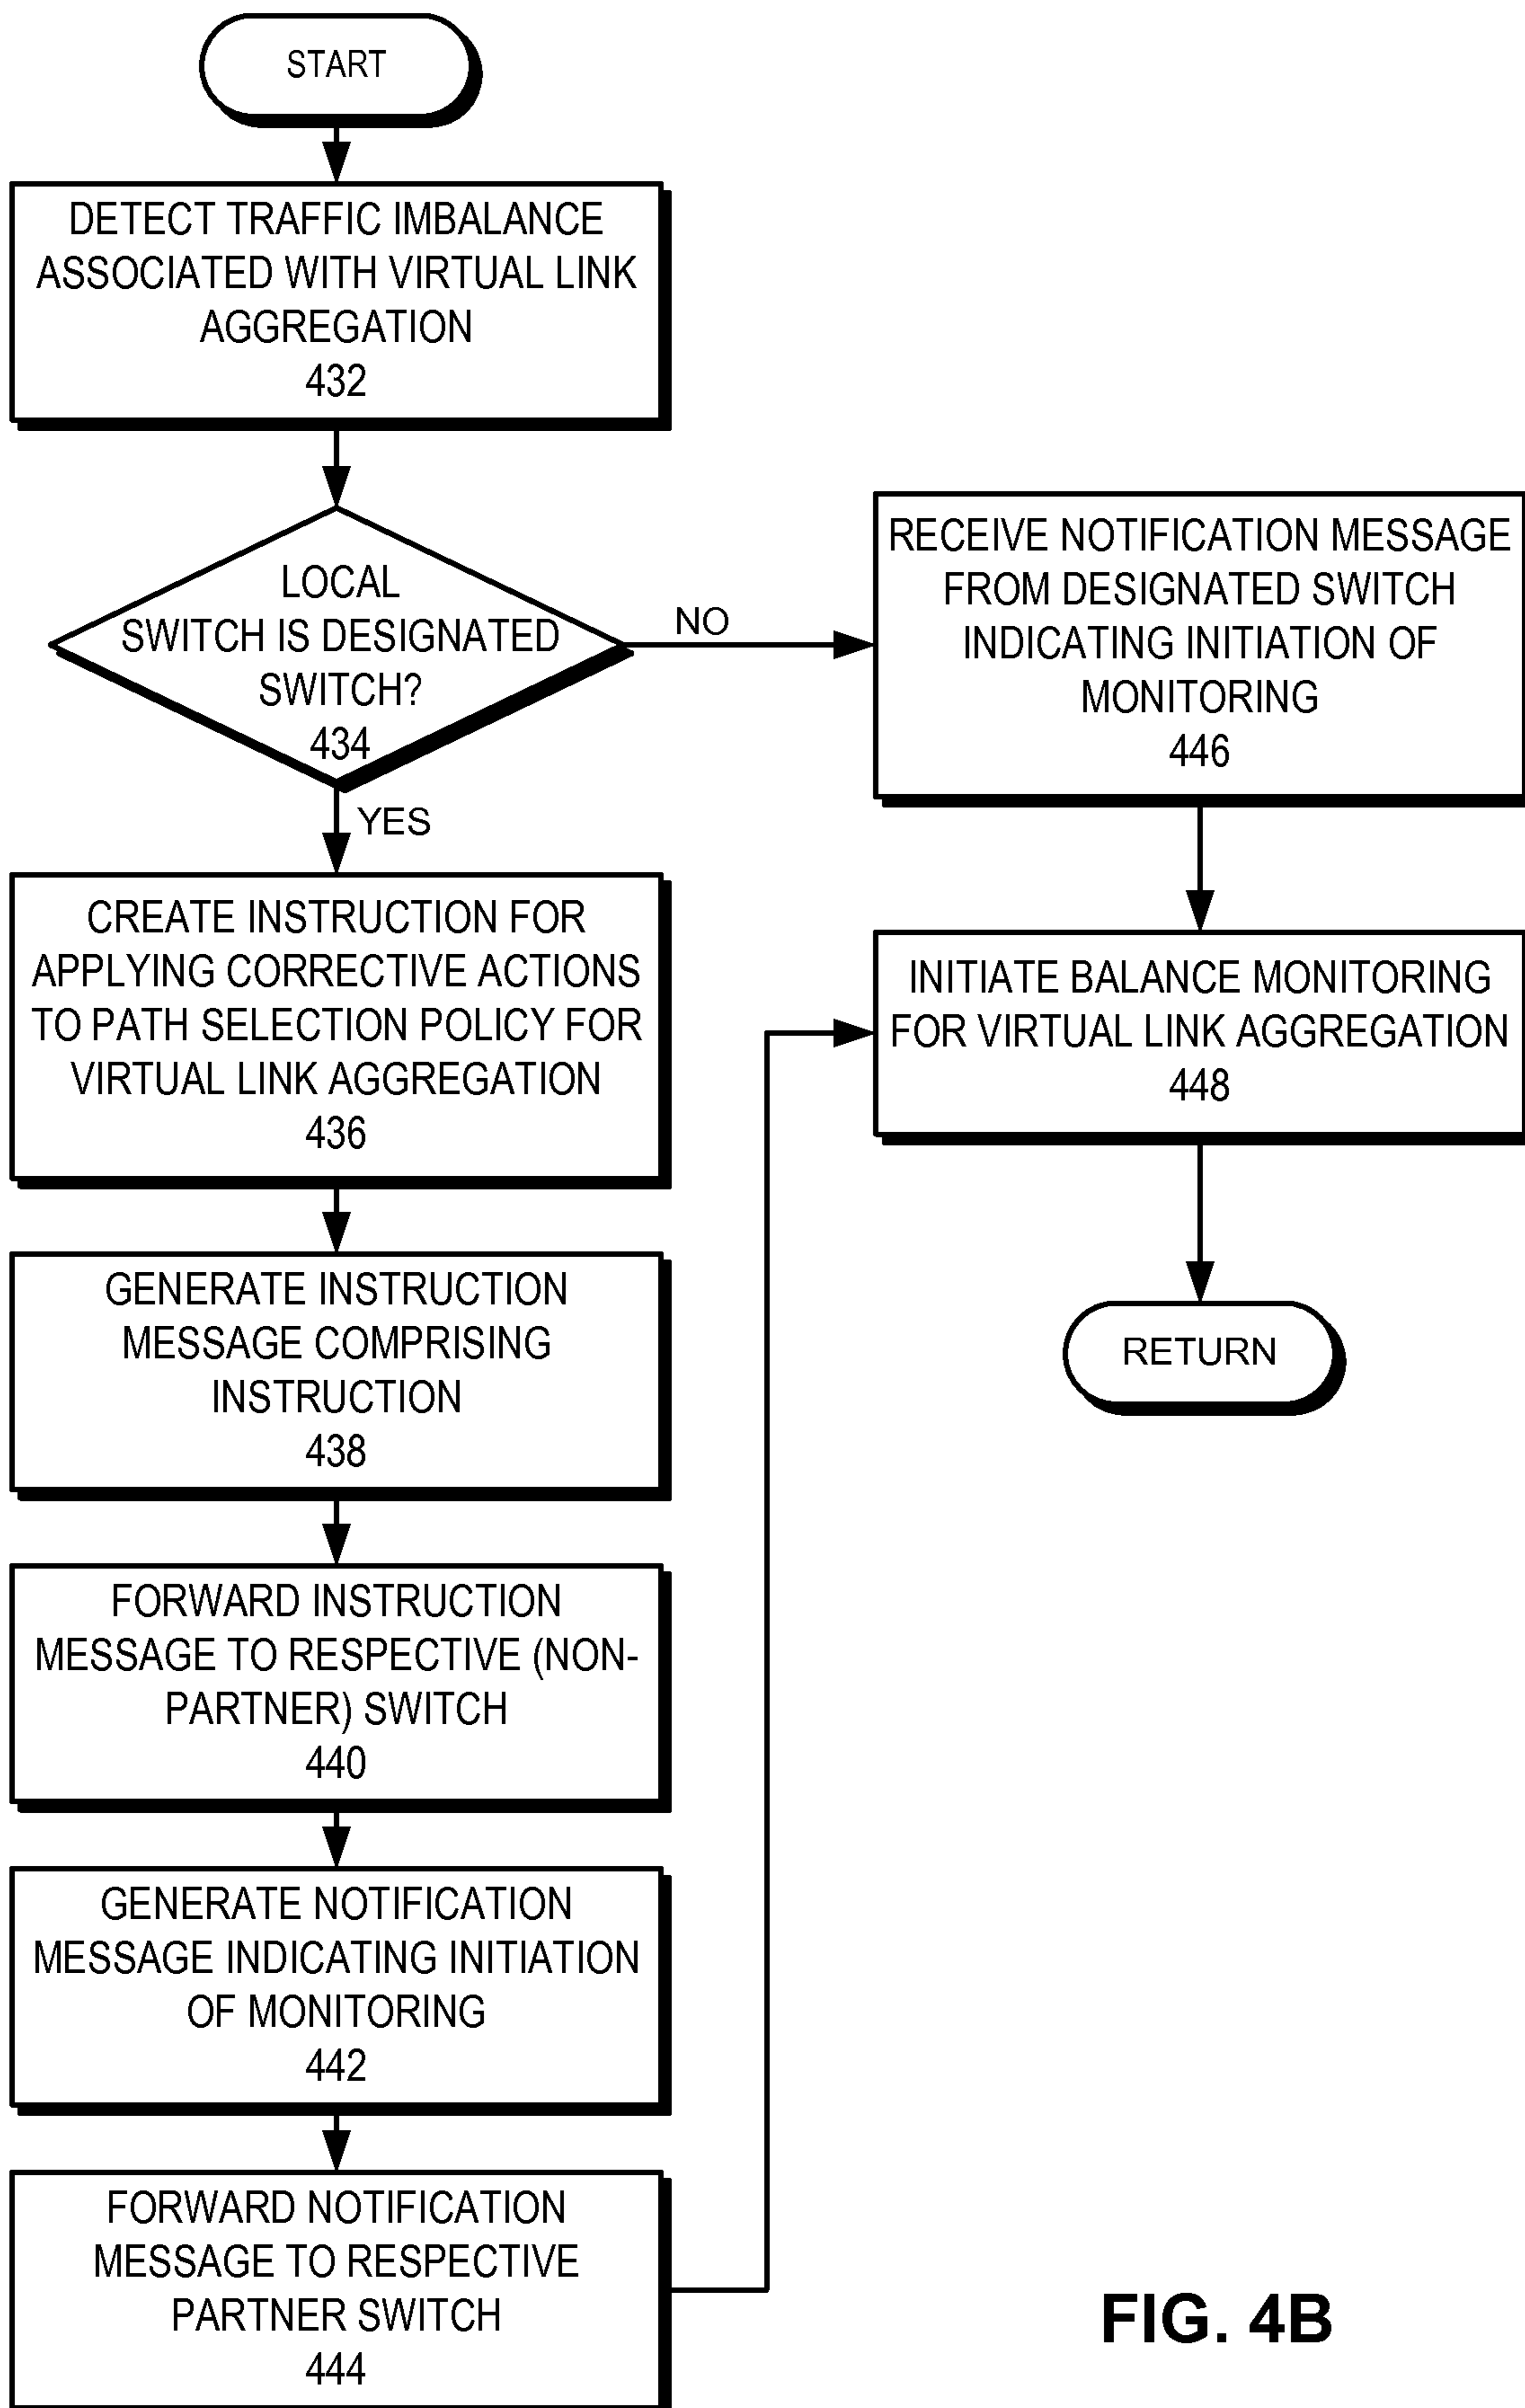 START
DETECT TRAFFIC IMBALANCE
ASSOCIATED WITH VIRTUAL LINK
AGGREGATION
432
LOCAL
SWITCH IS DESIGNATED
SWITCH?
434
NO
YES
CREATE INSTRUCTION FOR
APPLYING CORRECTIVE ACTIONS
TO PATH SELECTION POLICY FOR
VIRTUAL LINK AGGREGATION
436
GENERATE INSTRUCTION
MESSAGE COMPRISING
INSTRUCTION
438
FORWARD INSTRUCTION
MESSAGE TO RESPECTIVE (NON-
PARTNER) SWITCH
440
GENERATE NOTIFICATION
MESSAGE INDICATING INITIATION
OF MONITORING
442
FORWARD NOTIFICATION
MESSAGE TO RESPECTIVE
PARTNER SWITCH
444
RECEIVE NOTIFICATION MESSAGE
FROM DESIGNATED SWITCH
INDICATING INITIATION OF
MONITORING
446
INITIATE BALANCE MONITORING
FOR VIRTUAL LINK AGGREGATION
448
RETURN
FIG. 4B